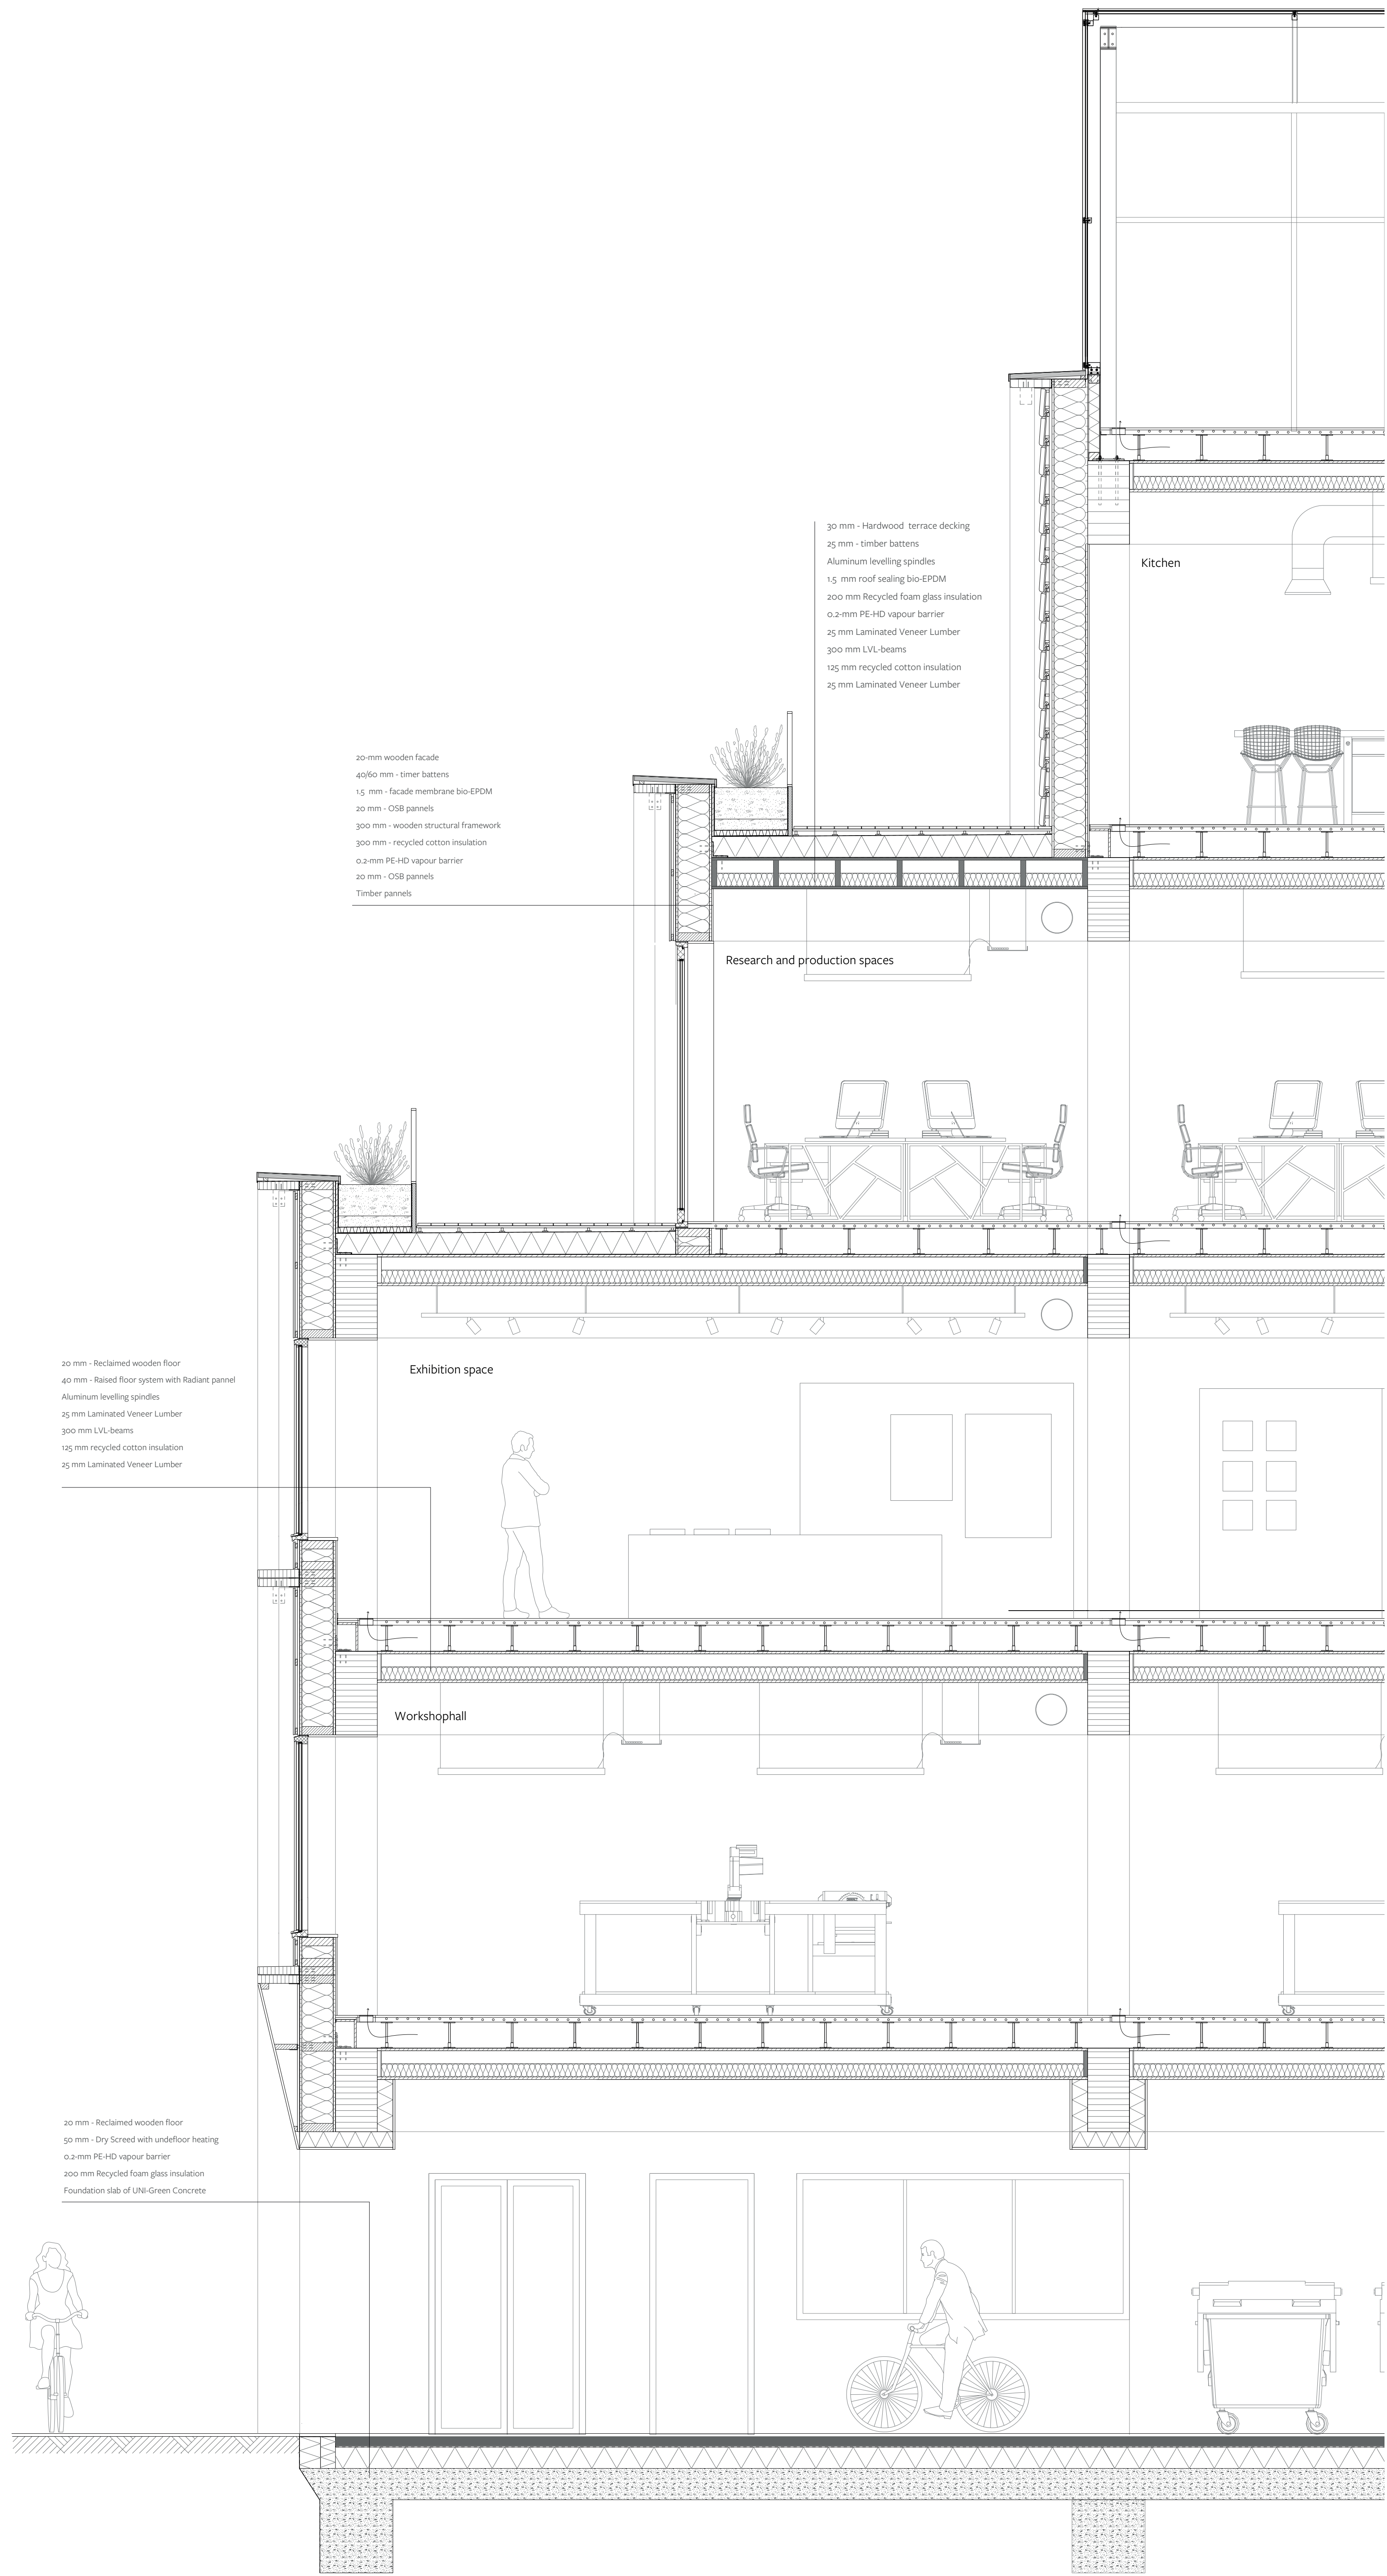 30 mm - Hardwood terrace decking
25 mm - timber battens
Aluminum levelling spindles
1.5 mm roof sealing bio-EPDM
200 mm Recycled foam glass insulation
0.2-mm PE-HD vapour barrier
25 mm Laminated Veneer Lumber
300 mm LVL-beams
125 mm recycled cotton insulation
25 mm Laminated Veneer Lumber
Kitchen
20-mm wooden facade
40/60 mm - timer battens
1.5 mm - facade membrane bio-EPDM
20 mm - OSB pannels
300 mm - wooden structural framework
300 mm - recycled cotton insulation
0.2-mm PE-HD vapour barrier
20 mm - OSB pannels
Timber pannels
Research and production spaces
20 mm - Reclaimed wooden floor
40 mm - Raised floor system with Radiant pannel
Aluminum levelling spindles
25 mm Laminated Veneer Lumber
300 mm LVL-beams
125 mm recycled cotton insulation
25 mm Laminated Veneer Lumber
Exhibition space
Workshophall
20 mm - Reclaimed wooden floor
50 mm - Dry Screed with undefloor heating
0.2-mm PE-HD vapour barrier
200 mm Recycled foam glass insulation
Foundation slab of UNI-Green Concrete